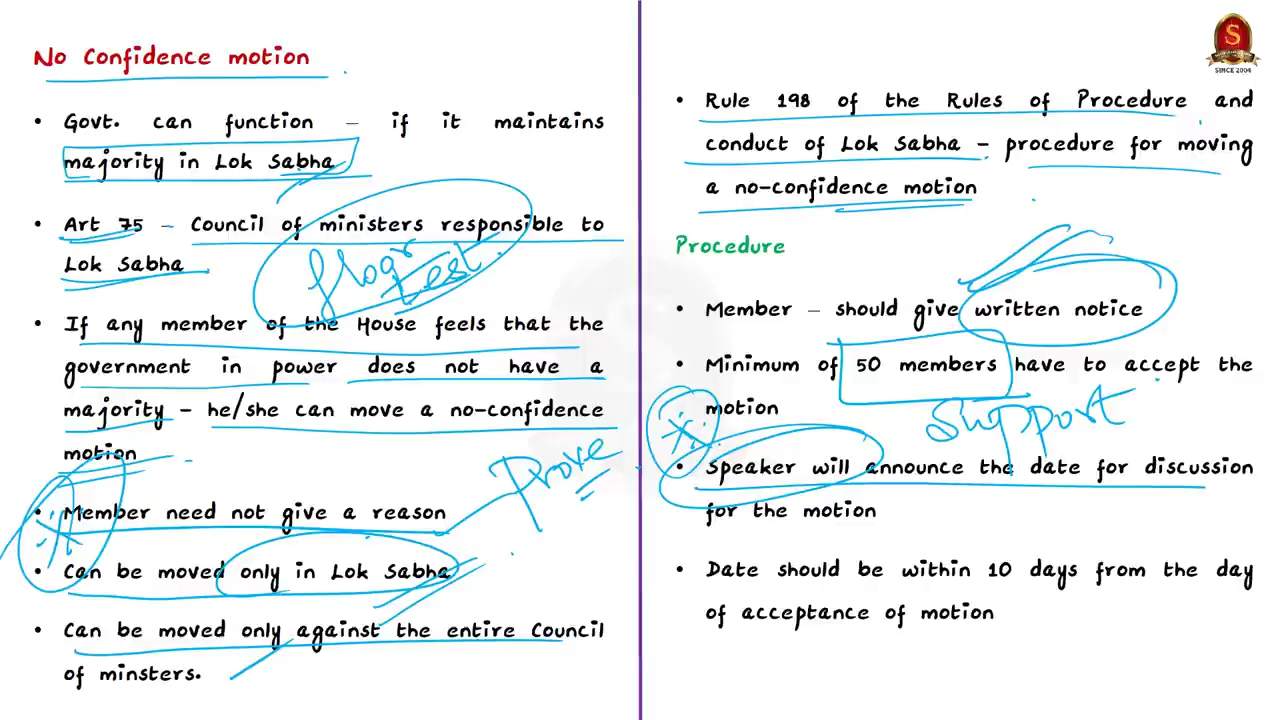 No Confidence motion
• Govt. can function – if it maintains
majority in Lok Sabha
• Art 75 – Council of ministers responsible to
Lok Sabha
floor
test
• If any member of the House feels that the
government in power does not have a
majority – he/she can move a no-confidence
motion
Prove
• Member need not give a reason
• Can be moved only in Lok Sabha
• Can be moved only against the entire Council
of minsters.
S
SINCE 2004
• Rule 198 of the Rules of Procedure and
conduct of Lok Sabha – procedure for moving
a no-confidence motion
Procedure
• Member – should give written notice
• Minimum of 50 members have to accept the
motion
Support
• Speaker will announce the date for discussion
for the motion
• Date should be within 10 days from the day
of acceptance of motion